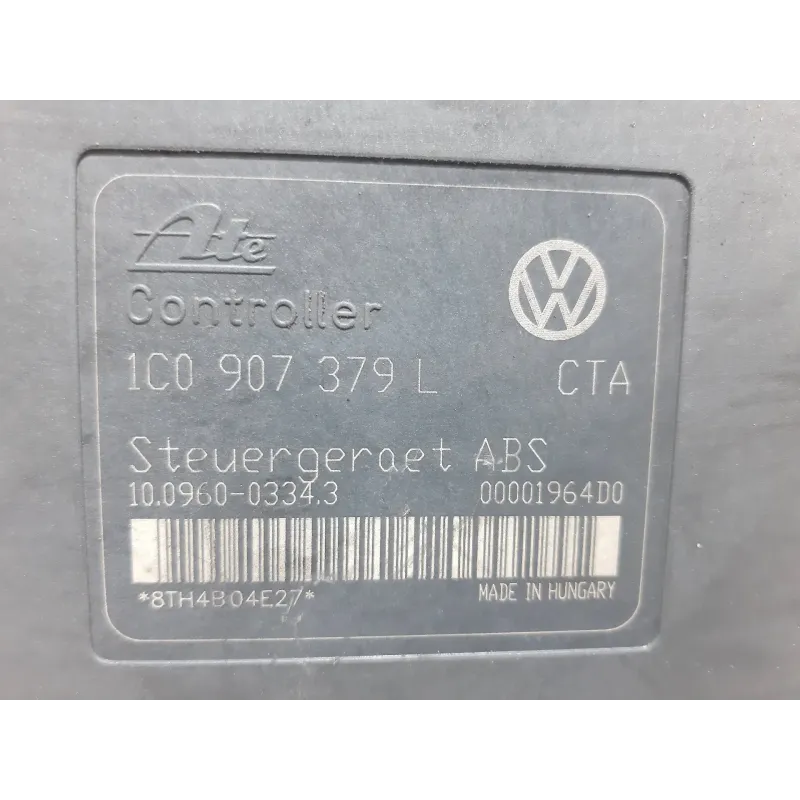 Ate
Controller
1C0 907 379 L CTA
Steuergeraet ABS
10.0960-0334.3 00001964D0
*8TH4B04E27*
MADE IN HUNGARY